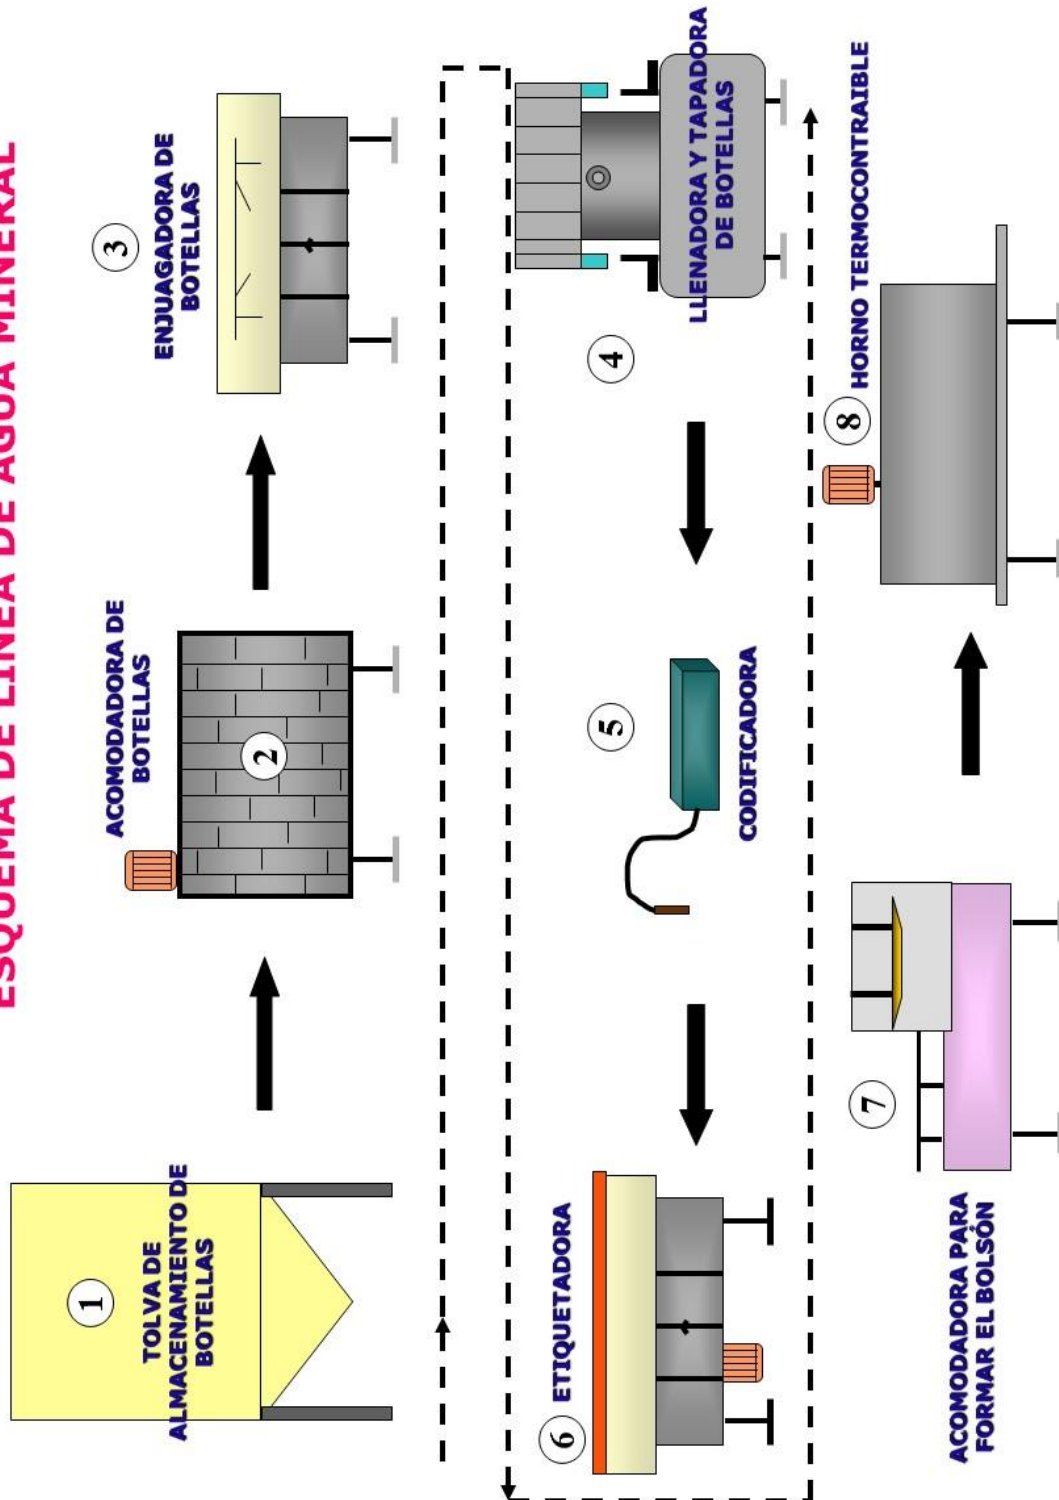 ESQUEMA DE LINEA DE AGUA MINERAL
1
TOLVA DE
ALMACENAMIENTO DE
BOTELLAS
ACOMODADORA DE
BOTELLAS
2
3
ENJUAGADORA DE
BOTELLAS
4
LLENADORA Y TAPADORA
DE BOTELLAS
5
CODIFICADORA
6
ETIQUETADORA
7
ACOMODADORA PARA
FORMAR EL BOLSÓN
8
HORNO TERMOCONTRAIBLE